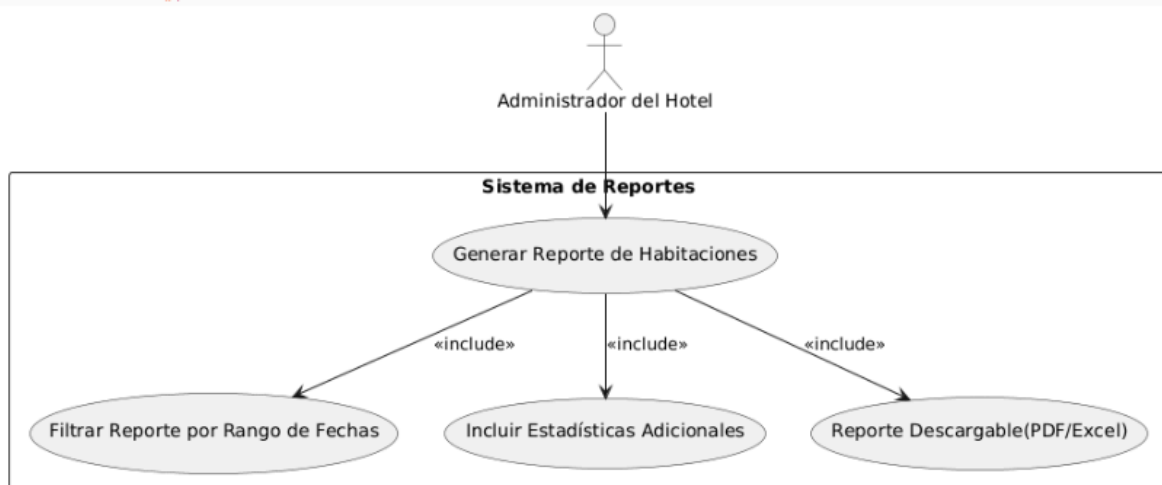 Administrador del Hotel
Sistema de Reportes
Generar Reporte de Habitaciones
«include»
«include»
«include»
Filtrar Reporte por Rango de Fechas
Incluir Estadísticas Adicionales
Reporte Descargable(PDF/Excel)